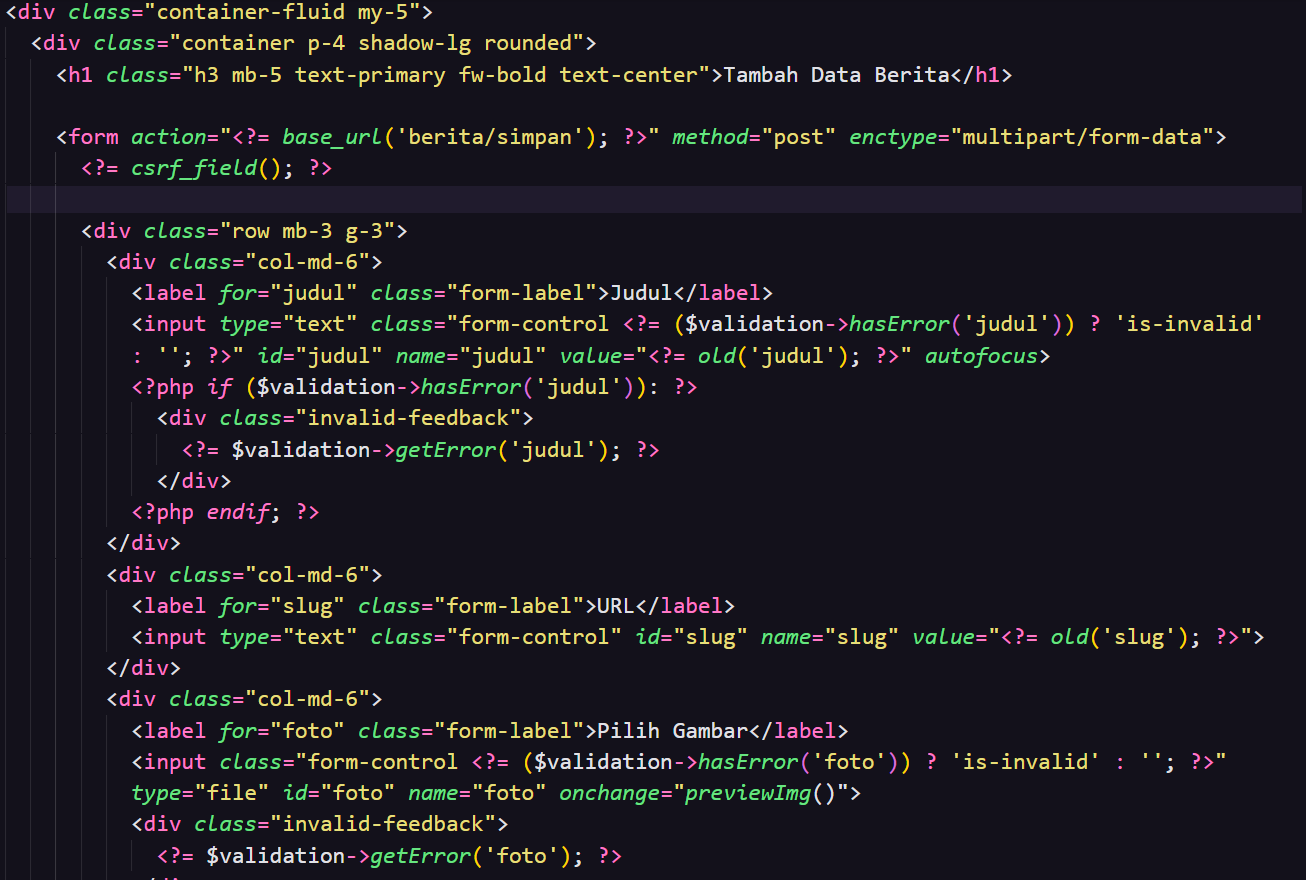 <div class="container-fluid my-5">
<div class="container p-4 shadow-lg rounded">
<h1 class="h3 mb-5 text-primary fw-bold text-center">Tambah Data Berita</h1>
<form action="<?= base_url('berita/simpan'); ?>" method="post" enctype="multipart/form-data">
<?= csrf_field(); ?>
<div class="row mb-3 g-3">
<div class="col-md-6">
<label for="judul" class="form-label">Judul</label>
<input type="text" class="form-control <?= ($validation->hasError('judul')) ? 'is-invalid'
: ''; ?>" id="judul" name="judul" value="<?= old('judul'); ?>" autofocus>
<?php if ($validation->hasError('judul')): ?>
<div class="invalid-feedback">
<?= $validation->getError('judul'); ?>
</div>
<?php endif; ?>
</div>
<div class="col-md-6">
<label for="slug" class="form-label">URL</label>
<input type="text" class="form-control" id="slug" name="slug" value="<?= old('slug'); ?>">
</div>
<div class="col-md-6">
<label for="foto" class="form-label">Pilih Gambar</label>
<input class="form-control <?= ($validation->hasError('foto')) ? 'is-invalid' : ''; ?>"
type="file" id="foto" name="foto" onchange="previewImg()">
<div class="invalid-feedback">
<?= $validation->getError('foto'); ?>